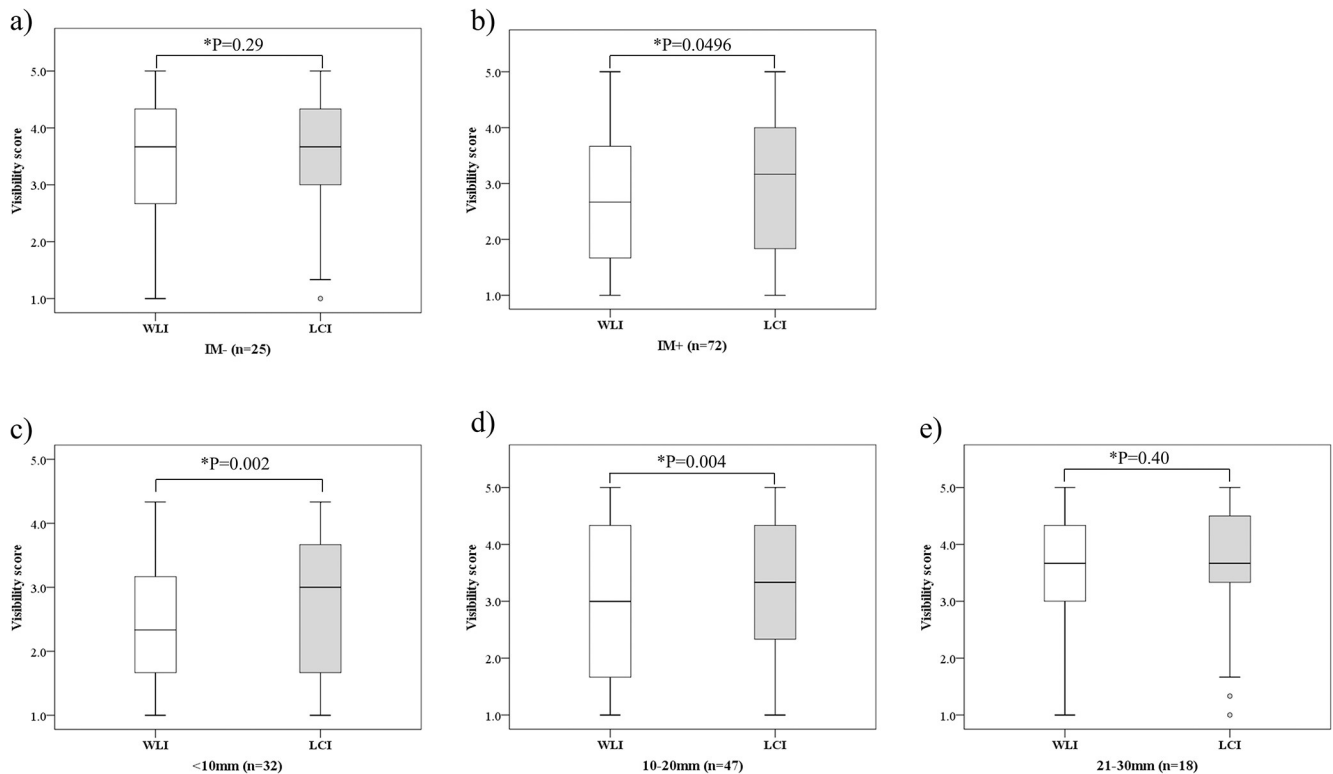 a)
*P=0.29
5.0
4.0
3.0
2.0
1.0
Visibility score
WLI LCI
IM- (n=25)
b)
*P=0.0496
5.0
4.0
3.0
2.0
1.0
Visibility score
WLI LCI
IM+ (n=72)
c)
*P=0.002
5.0
4.0
3.0
2.0
1.0
Visibility score
WLI LCI
<10mm (n=32)
d)
*P=0.004
5.0
4.0
3.0
2.0
1.0
Visibility score
WLI LCI
10-20mm (n=47)
e)
*P=0.40
5.0
4.0
3.0
2.0
1.0
Visibility score
WLI LCI
21-30mm (n=18)